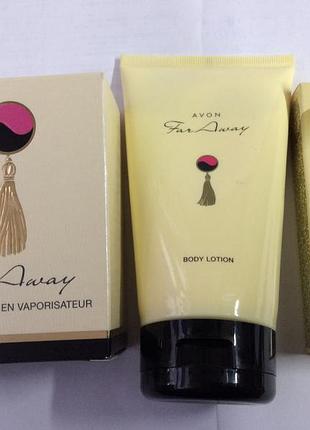 Away
EN VAPORISATEUR
AVON
Far Away
BODY LOTION